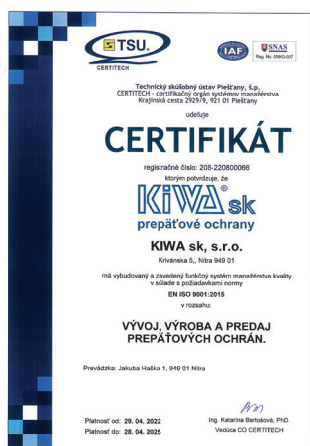 TSU.
CERTITECH
IAF
SNAS
Reg. No. 008/Q-007
Technický skúšobný ústav Piešťany, š.p.
CERTITECH - certifikačný orgán systémov manažérstva
Krajinská cesta 2929/9, 921 01 Piešťany
udeľuje
CERTIFIKÁT
registračné číslo: 208-220800066
ktorým potvrdzuje, že
KIWA® sk
prepäťové ochrany
KIWA sk, s.r.o.
Krivánska 5,, Nitra 949 01
má vybudovaný a zavedený funkčný systém manažérstva kvality
v súlade s požiadavkami normy
EN ISO 9001:2015
v rozsahu:
VÝVOJ, VÝROBA A PREDAJ
PREPÄŤOVÝCH OCHRÁN.
Prevádzka: Jakuba Haška 1, 949 01 Nitra
Platnosť od: 29. 04. 2022
Platnosť do: 28. 04. 2025
Ing. Katarína Bartošová, PhD.
Vedúca CO CERTITECH